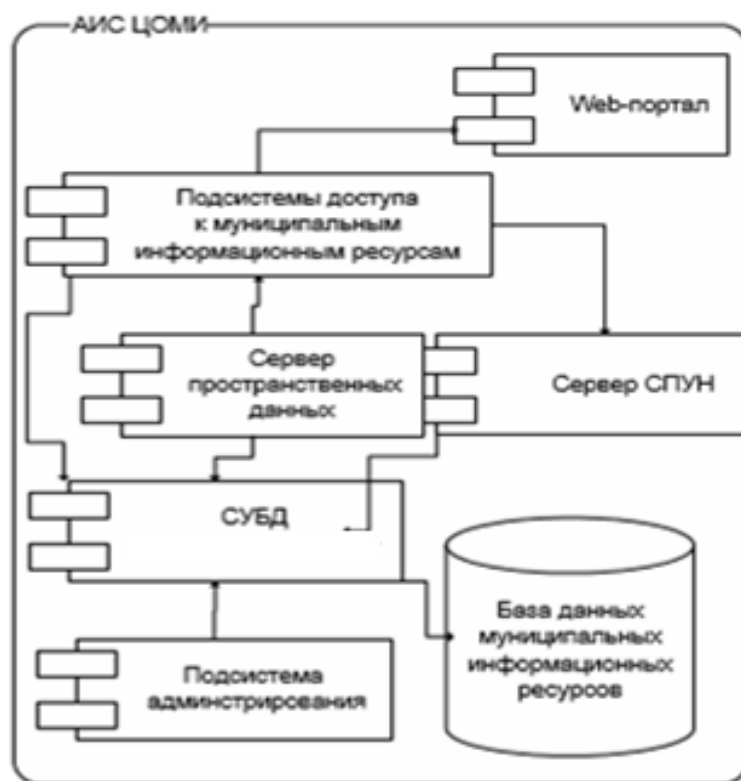 АИС ЦОМИ
Web-портал
Подсистемы доступа
к муниципальным
информационным ресурсам
Сервер
пространственных
данных
Сервер СПУН
СУБД
База данных
муниципальных
информационных
ресурсов
Подсистема
админстрирования